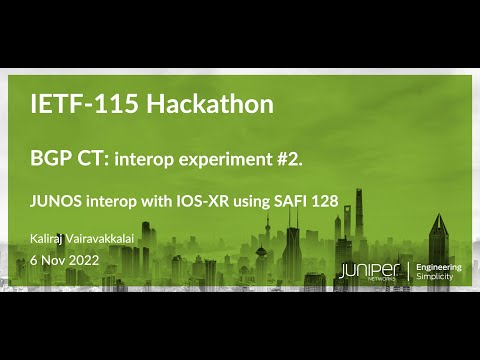 IETF-115 Hackathon
BGP CT: interop experiment #2.
JUNOS interop with IOS-XR using SAFI 128
Kaliraj Vairavakkalai
6 Nov 2022
JUNIPER NETWORKS | Engineering Simplicity